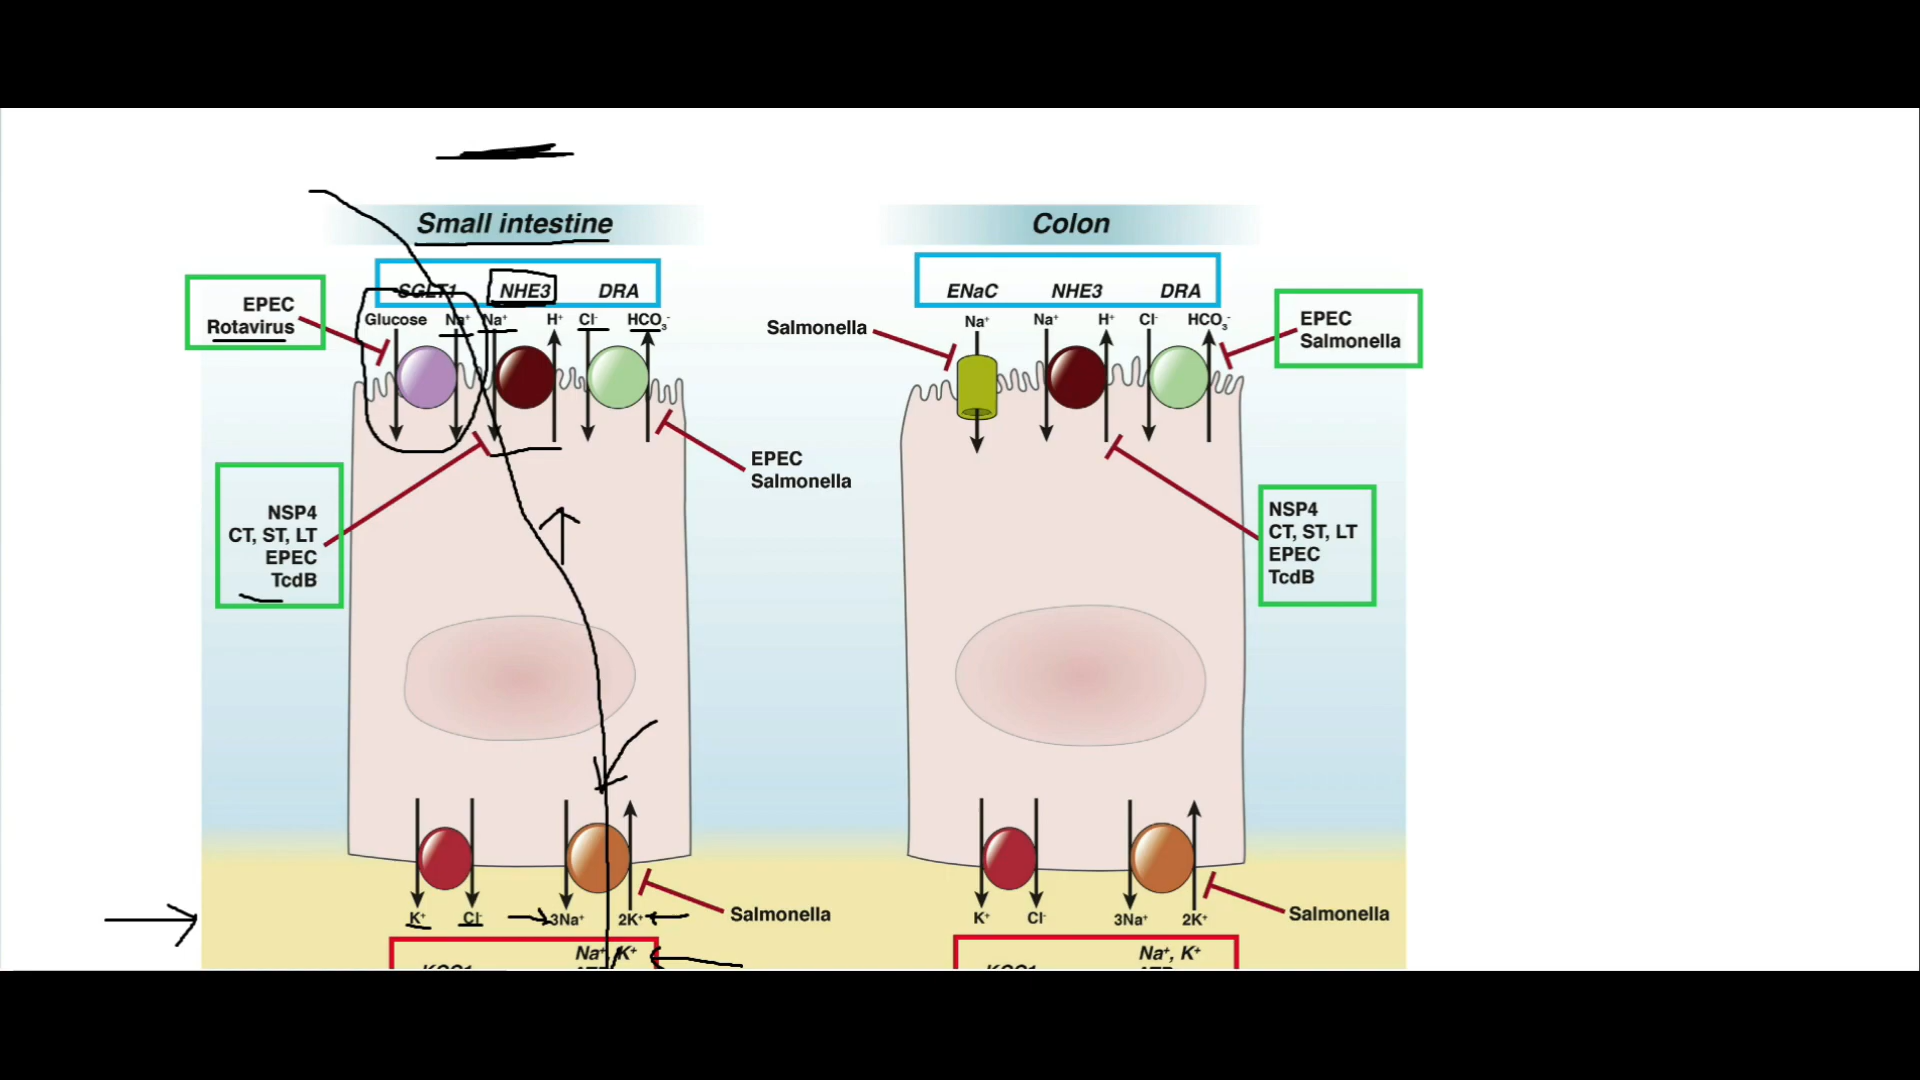 Small intestine
Colon
SGLT1 NHE3 DRA
ENaC NHE3 DRA
EPEC
Rotavirus
Glucose Na⁺ Na⁺ H⁺ Cl⁻ HCO₃⁻
Salmonella
Na⁺ Na⁺ H⁺ Cl⁻ HCO₃⁻
EPEC
Salmonella
EPEC
Salmonella
NSP4
CT, ST, LT
EPEC
TcdB
NSP4
CT, ST, LT
EPEC
TcdB
K⁺ Cl⁻ 3Na⁺ 2K⁺
Salmonella
K⁺ Cl⁻ 3Na⁺ 2K⁺
Salmonella
Na⁺, K⁺
Na⁺, K⁺